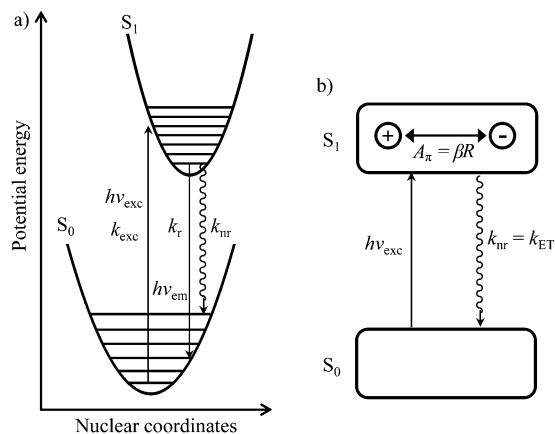 a)
S₁
Potential energy
hνexc
kexc
kr
knr
S₀
hνem
Nuclear coordinates
b)
S₁
+
-
Aπ = βR
hνexc
knr = kET
S₀